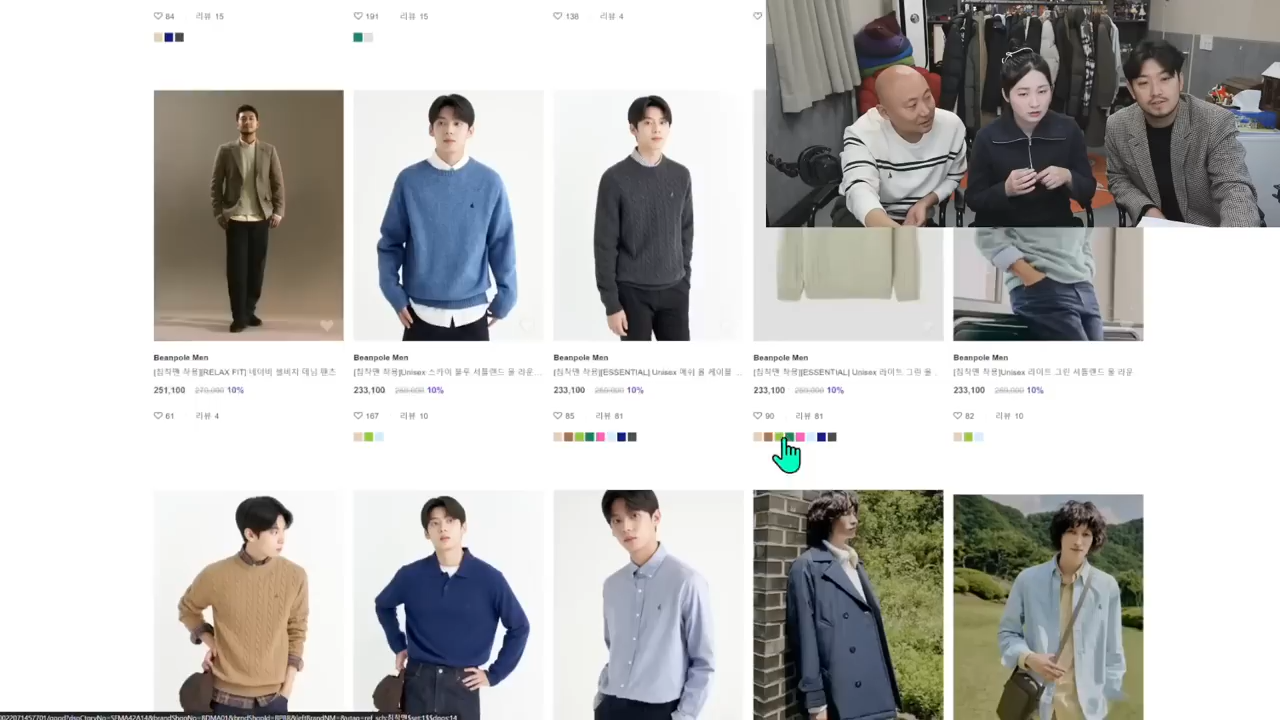 84 리뷰 15
191 리뷰 15
138 리뷰 4
Beanpole Men
[침착맨 착용][RELAX FIT] 네이비 셀비지 데님 팬츠
251,100 279,000 10%
61 리뷰 4
Beanpole Men
[침착맨 착용]Unisex 스카이 블루 셔틀랜드 울 라운...
233,100 259,000 10%
167 리뷰 10
Beanpole Men
[침착맨 착용][ESSENTIAL] Unisex 애쉬 울 케이블 ...
233,100 259,000 10%
85 리뷰 81
Beanpole Men
[침착맨 착용][ESSENTIAL] Unisex 라이트 그린 울...
233,100 259,000 10%
90 리뷰 81
Beanpole Men
[침착맨 착용]Unisex 라이트 그린 셔틀랜드 울 라운
233,100 259,000 10%
82 리뷰 10